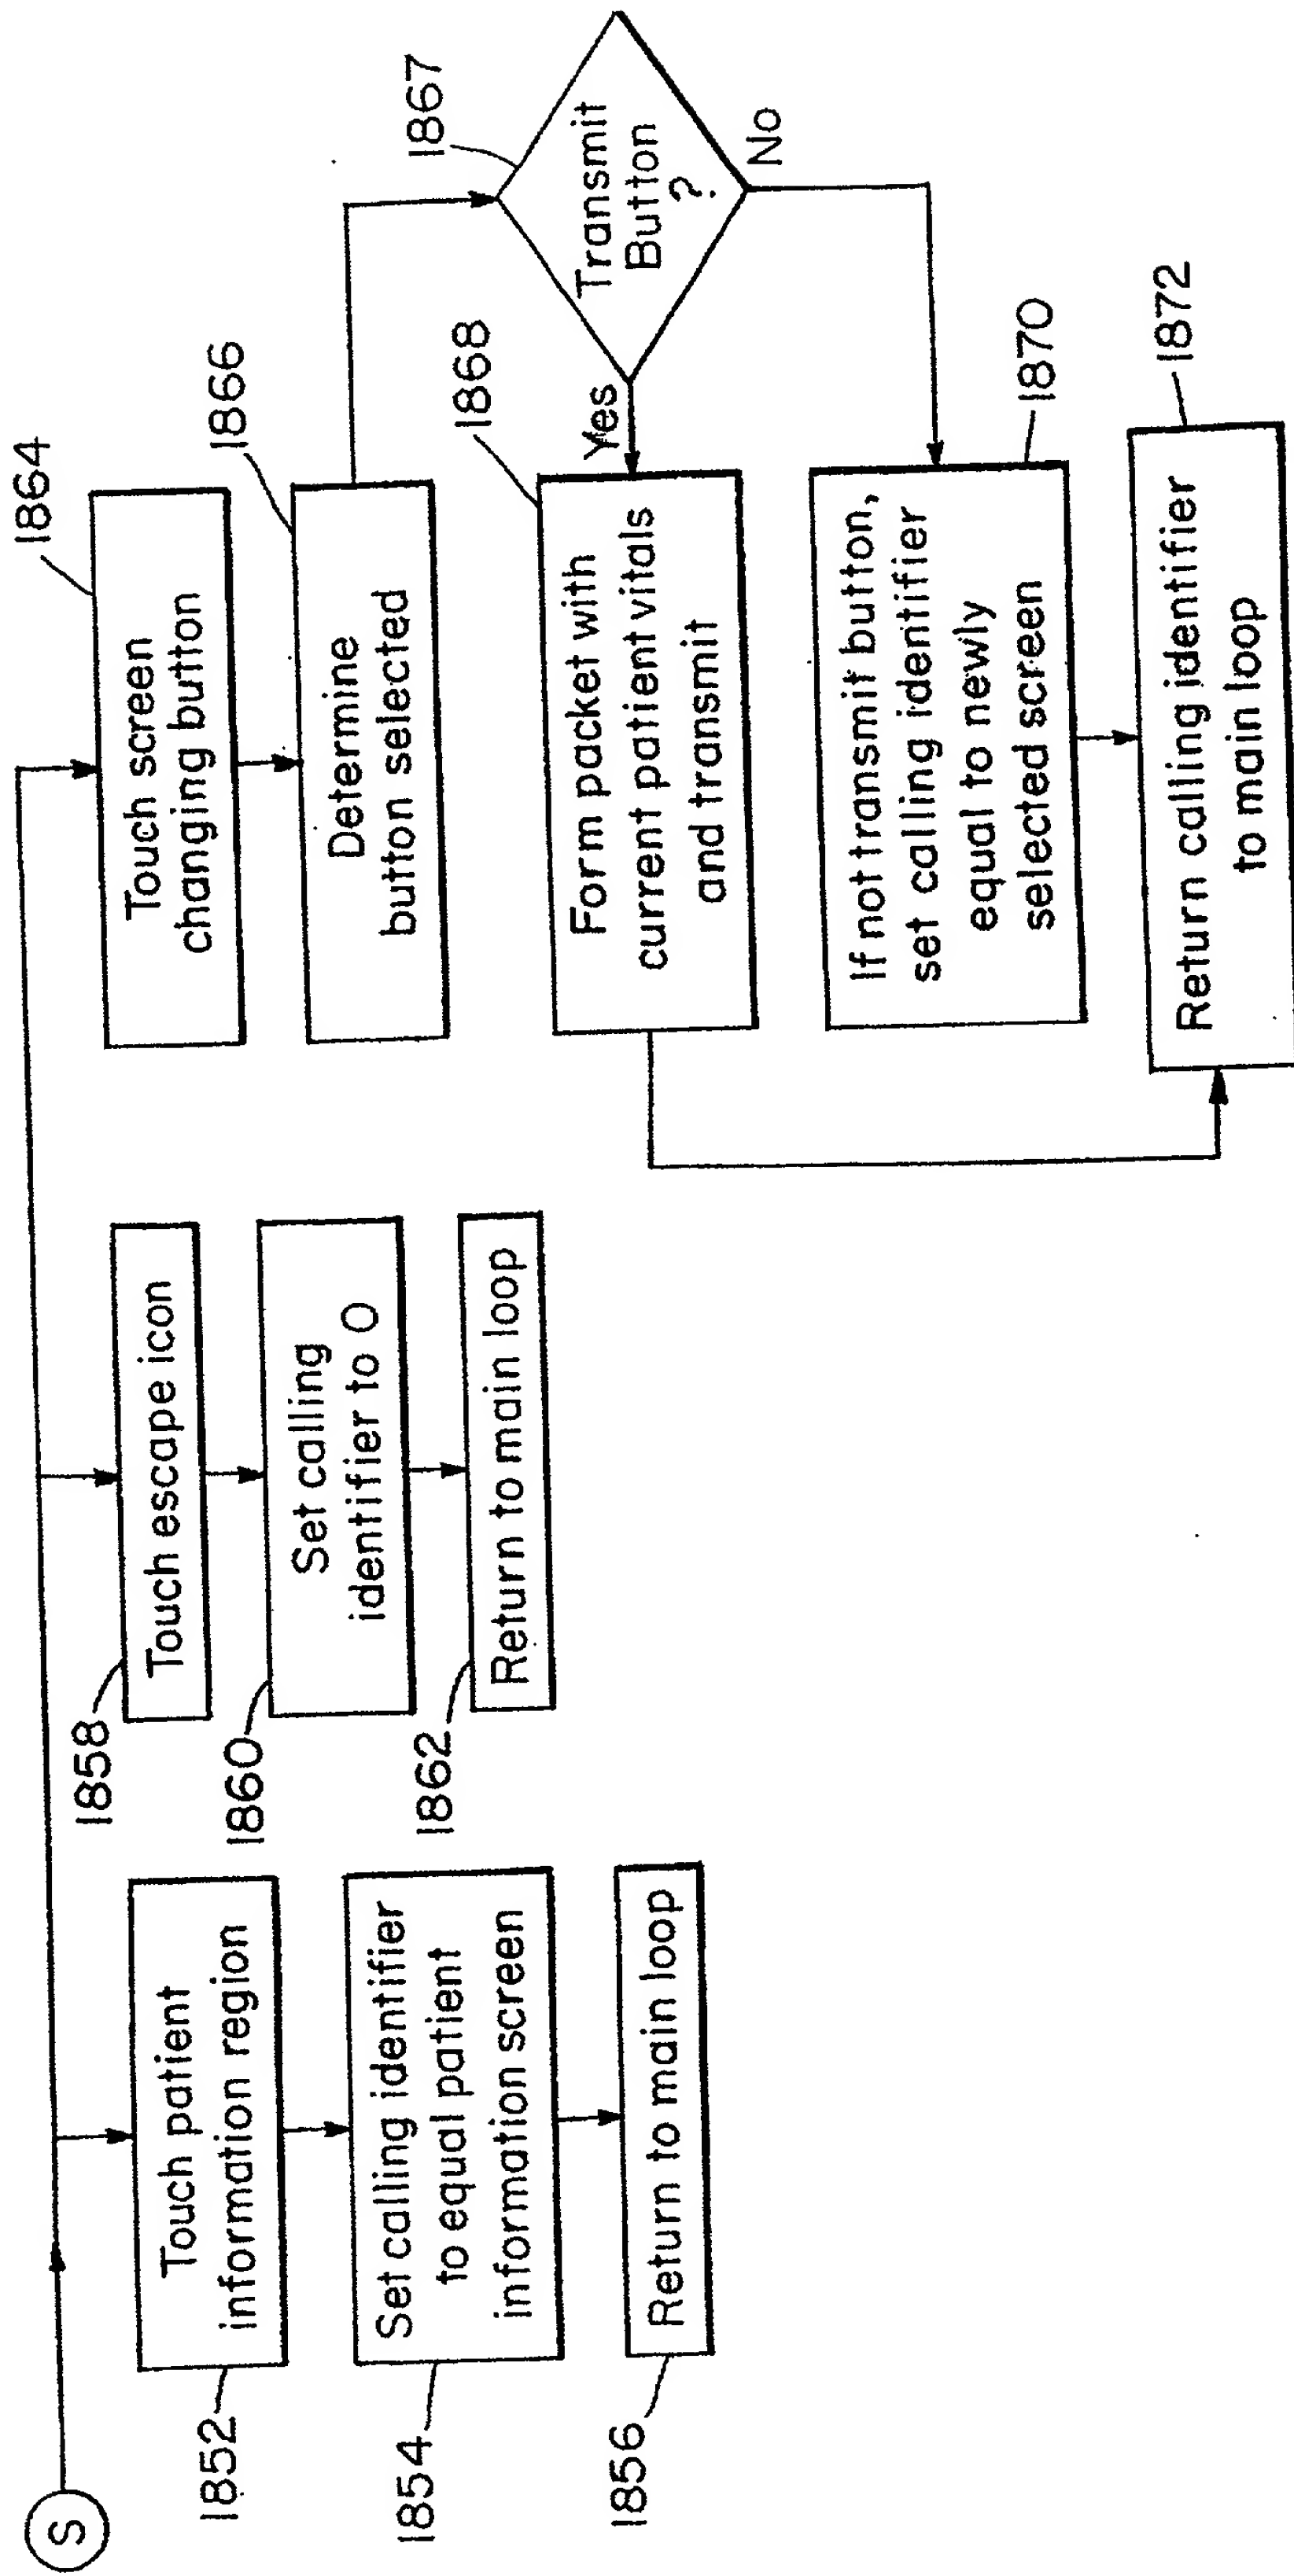 S
1852
Touch patient
information region
1854
Set calling identifier
to equal patient
information screen
1856
Return to main loop
1858
Touch escape icon
1860
Set calling
identifier to 0
1862
Return to main loop
1864
Touch screen
changing button
1866
Determine
button selected
1867
Transmit
Button
?
Yes
No
1868
Form packet with
current patient vitals
and transmit
1870
If not transmit button,
set calling identifier
equal to newly
selected screen
1872
Return calling identifier
to main loop